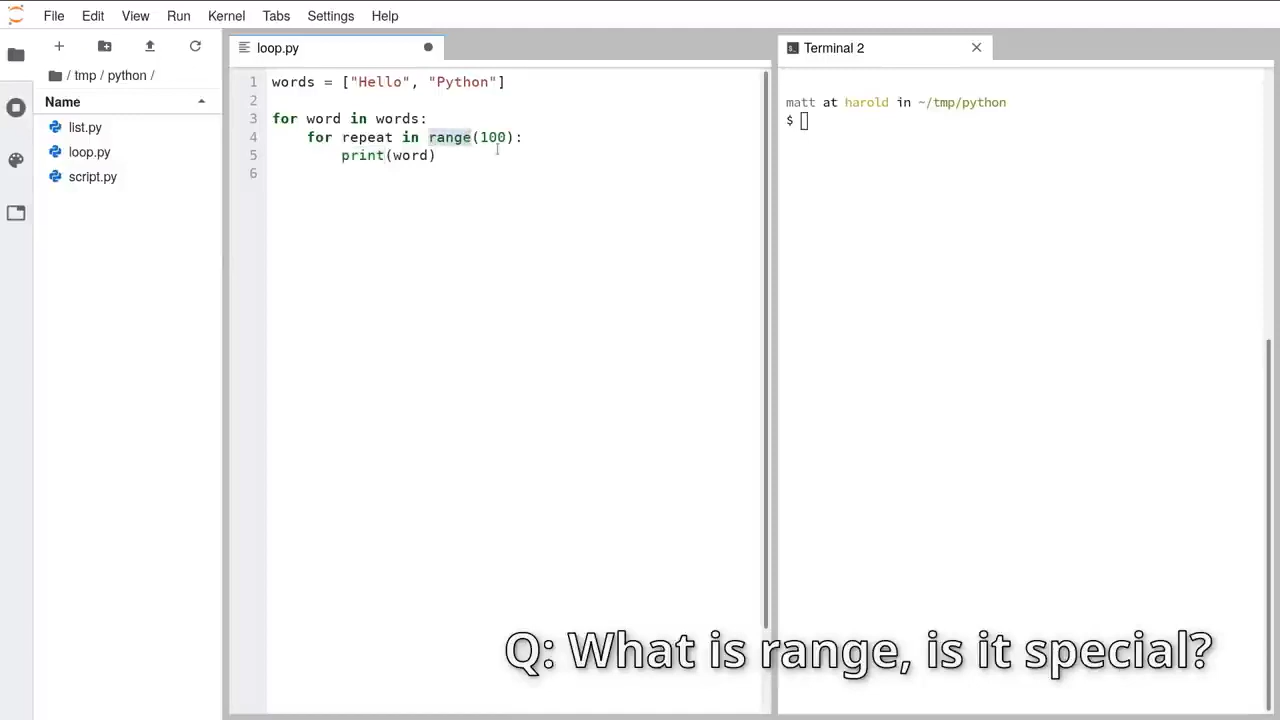 File Edit View Run Kernel Tabs Settings Help
/ tmp / python /
Name
list.py
loop.py
script.py
loop.py
1 words = ["Hello", "Python"]
2
3 for word in words:
4     for repeat in range(100):
5         print(word)
6
Terminal 2
matt at harold in ~/tmp/python
$
Q: What is range, is it special?